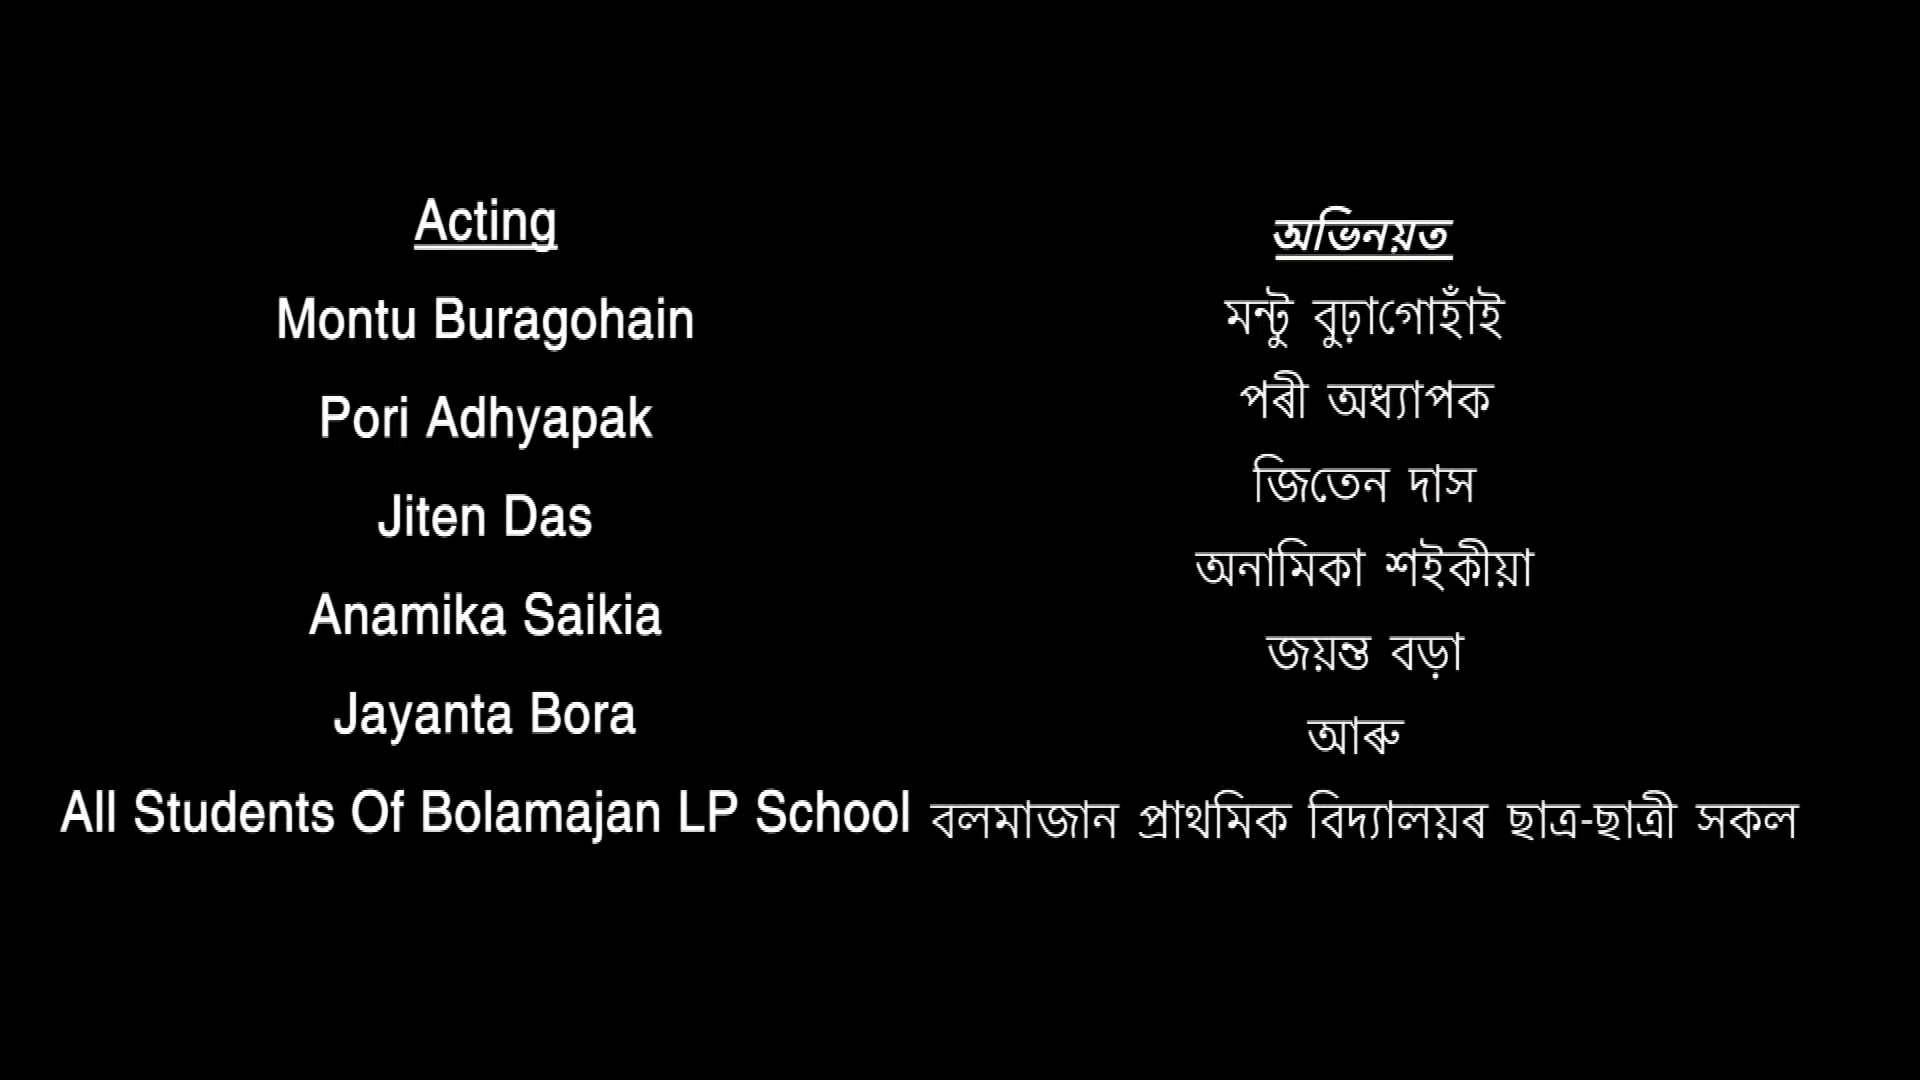 Acting
Montu Buragohain
Pori Adhyapak
Jiten Das
Anamika Saikia
Jayanta Bora
All Students Of Bolamajan LP School
অভিনয়ত
মন্টু বুঢ়াগোহাঁই
পৰী অধ্যাপক
জিতেন দাস
অনামিকা শইকীয়া
জয়ন্ত বড়া
আৰু
বলমাজান প্ৰাথমিক বিদ্যালয়ৰ ছাত্ৰ-ছাত্ৰী সকল